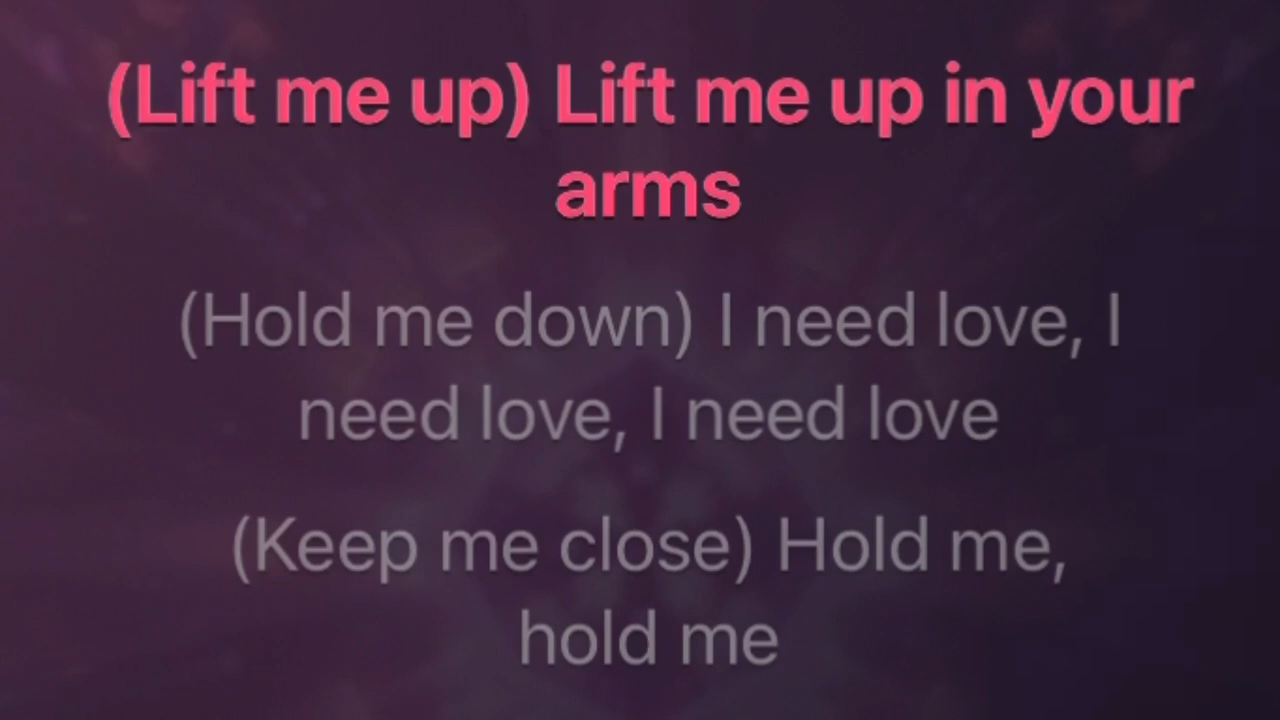 (Lift me up) Lift me up in your
arms
(Hold me down) I need love, I
need love, I need love
(Keep me close) Hold me,
hold me